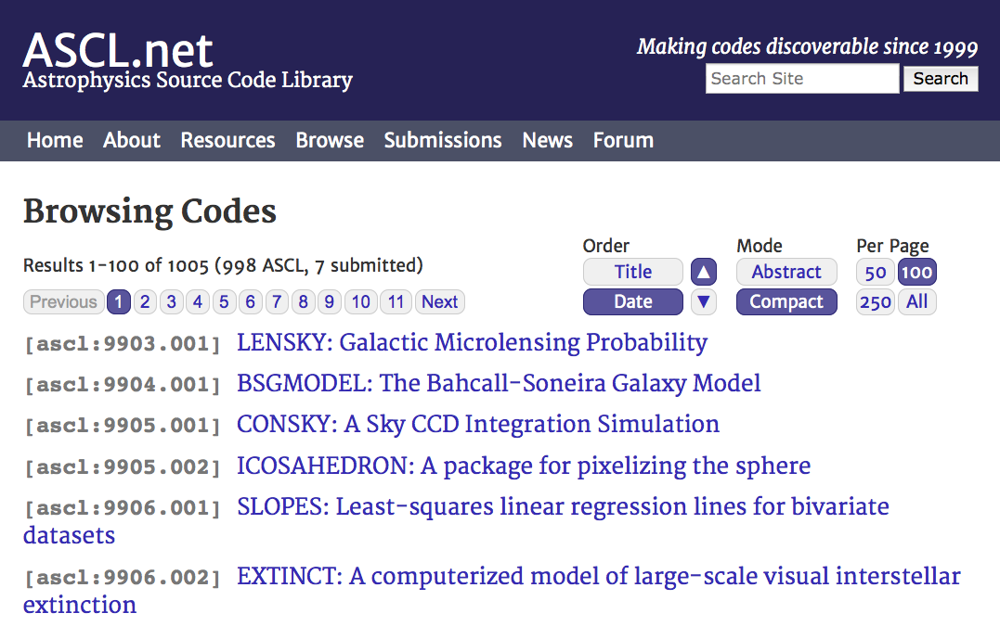 ASCL.net
Astrophysics Source Code Library
Making codes discoverable since 1999
Search Site
Search
Home About Resources Browse Submissions News Forum
Browsing Codes
Results 1-100 of 1005 (998 ASCL, 7 submitted)
Previous 1 2 3 4 5 6 7 8 9 10 11 Next
Order
Title ▲
Date ▼
Mode
Abstract
Compact
Per Page
50 100
250 All
[ascl:9903.001] LENSKY: Galactic Microlensing Probability
[ascl:9904.001] BSGMODEL: The Bahcall-Soneira Galaxy Model
[ascl:9905.001] CONSKY: A Sky CCD Integration Simulation
[ascl:9905.002] ICOSAHEDRON: A package for pixelizing the sphere
[ascl:9906.001] SLOPES: Least-squares linear regression lines for bivariate
datasets
[ascl:9906.002] EXTINCT: A computerized model of large-scale visual interstellar
extinction